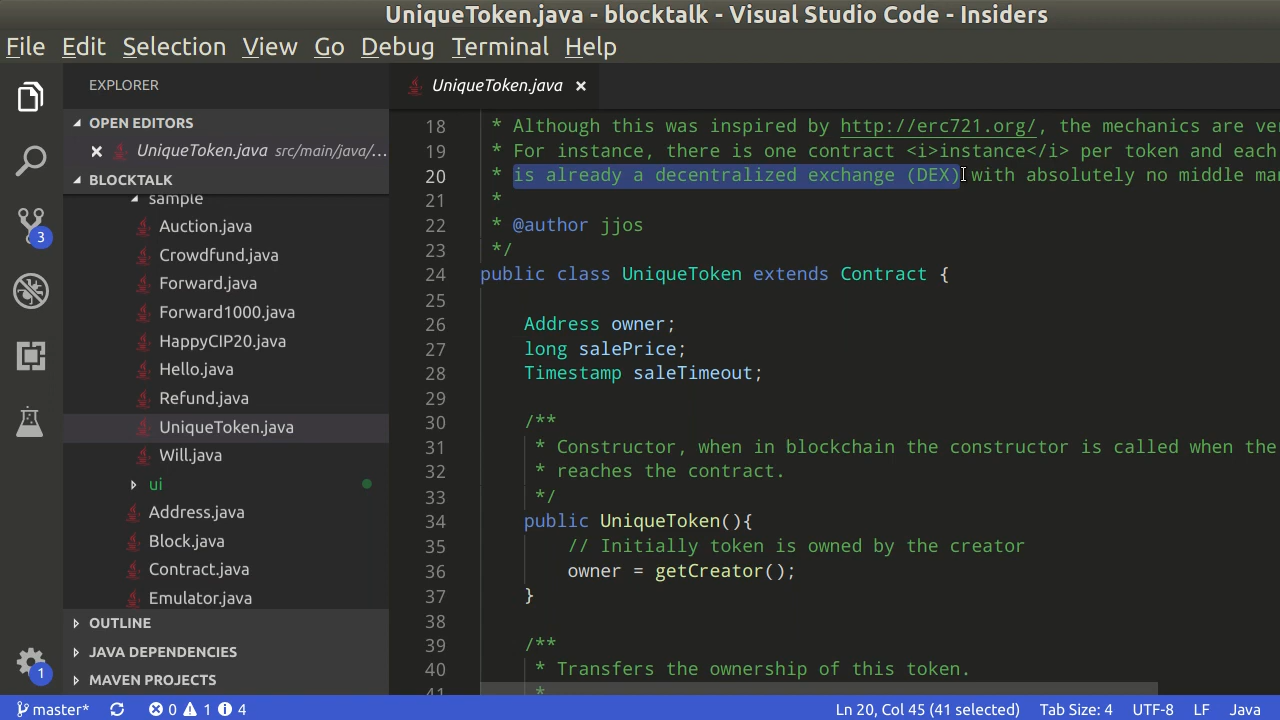 UniqueToken.java - blocktalk - Visual Studio Code - Insiders
File Edit Selection View Go Debug Terminal Help
EXPLORER
OPEN EDITORS
UniqueToken.java src/main/java/...
BLOCKTALK
sample
Auction.java
Crowdfund.java
Forward.java
Forward1000.java
HappyCIP20.java
Hello.java
Refund.java
UniqueToken.java
Will.java
ui
Address.java
Block.java
Contract.java
Emulator.java
OUTLINE
JAVA DEPENDENCIES
MAVEN PROJECTS
3
1
UniqueToken.java
18 * Although this was inspired by http://erc721.org/, the mechanics are
19 * For instance, there is one contract <i>instance</i> per token and each
20 * is already a decentralized exchange (DEX) with absolutely no middle
21 *
22 * @author jjos
23 */
24 public class UniqueToken extends Contract {
25
26 Address owner;
27 long salePrice;
28 Timestamp saleTimeout;
29
30 /**
31 * Constructor, when in blockchain the constructor is called when the
32 * reaches the contract.
33 */
34 public UniqueToken(){
35 // Initially token is owned by the creator
36 owner = getCreator();
37 }
38
39 /**
40 * Transfers the ownership of this token.
41 *
master* 0 1 4 Ln 20, Col 45 (41 selected) Tab Size: 4 UTF-8 LF Java